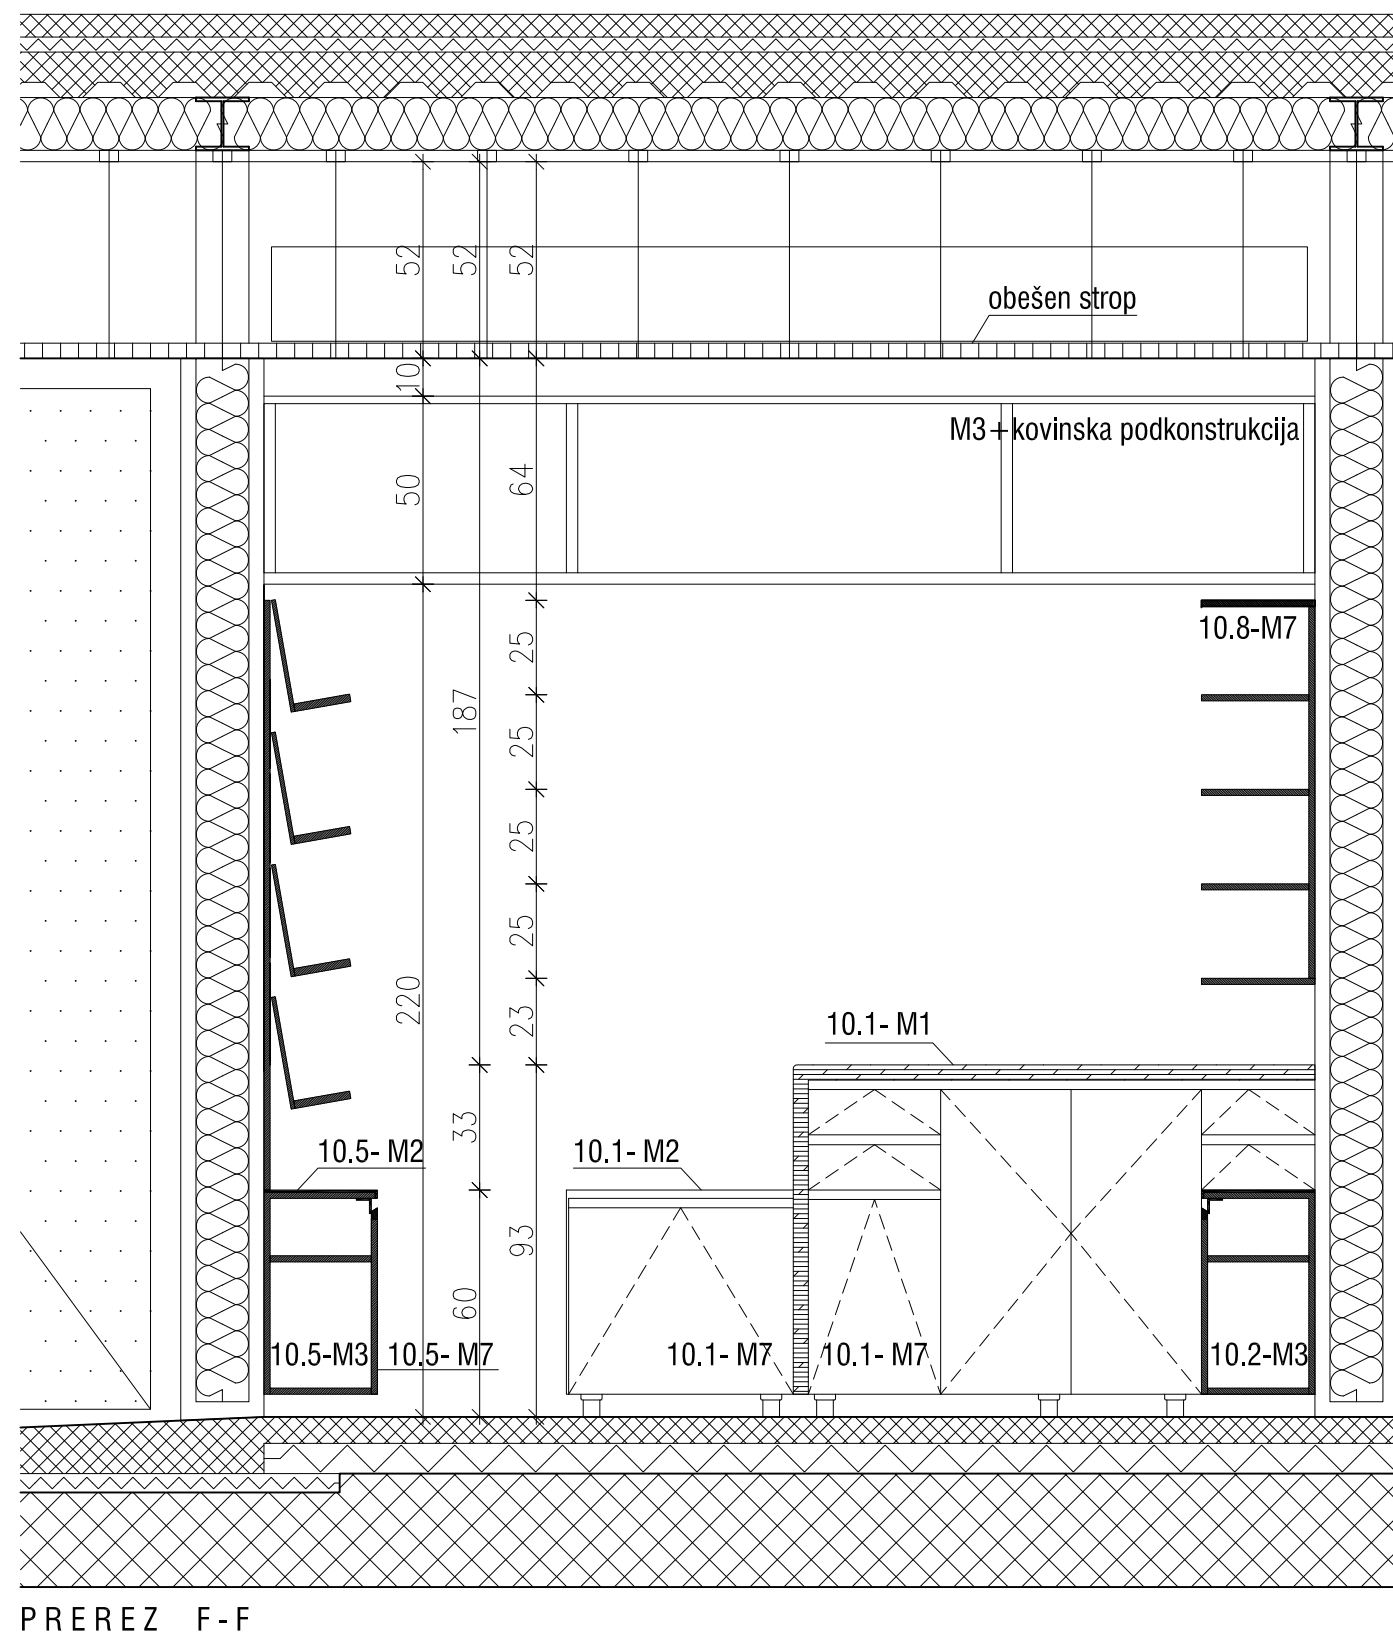 52
52
52
obešen strop
10
M3+kovinska podkonstrukcija
50
64
10.8-M7
25
187
25
25
25
220
23
10.1- M1
33
10.5- M2
10.1- M2
93
60
10.5-M3
10.5- M7
10.1- M7
10.1- M7
10.2-M3
PREREZ F-F